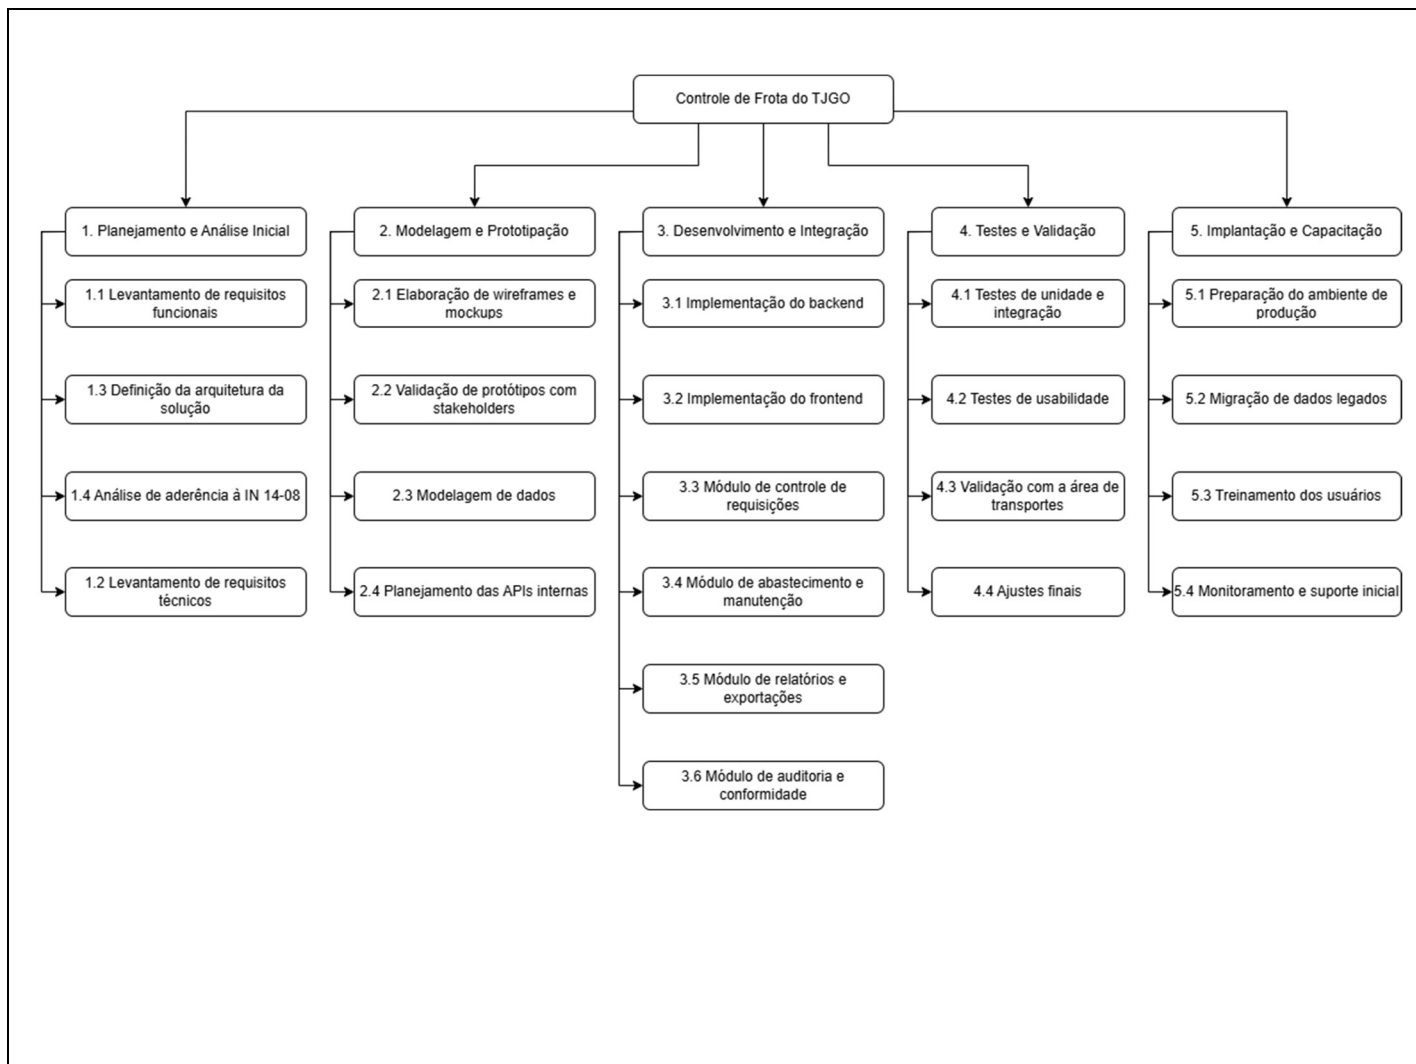 Controle de Frota do TJGO
1. Planejamento e Análise Inicial
1.1 Levantamento de requisitos
funcionais
1.3 Definição da arquitetura da
solução
1.4 Análise de aderência à IN 14-08
1.2 Levantamento de requisitos
técnicos
2. Modelagem e Prototipação
2.1 Elaboração de wireframes e
mockups
2.2 Validação de protótipos com
stakeholders
2.3 Modelagem de dados
2.4 Planejamento das APIs internas
3. Desenvolvimento e Integração
3.1 Implementação do backend
3.2 Implementação do frontend
3.3 Módulo de controle de
requisições
3.4 Módulo de abastecimento e
manutenção
3.5 Módulo de relatórios e
exportações
3.6 Módulo de auditoria e
conformidade
4. Testes e Validação
4.1 Testes de unidade e
integração
4.2 Testes de usabilidade
4.3 Validação com a área de
transportes
4.4 Ajustes finais
5. Implantação e Capacitação
5.1 Preparação do ambiente de
produção
5.2 Migração de dados legados
5.3 Treinamento dos usuários
5.4 Monitoramento e suporte inicial